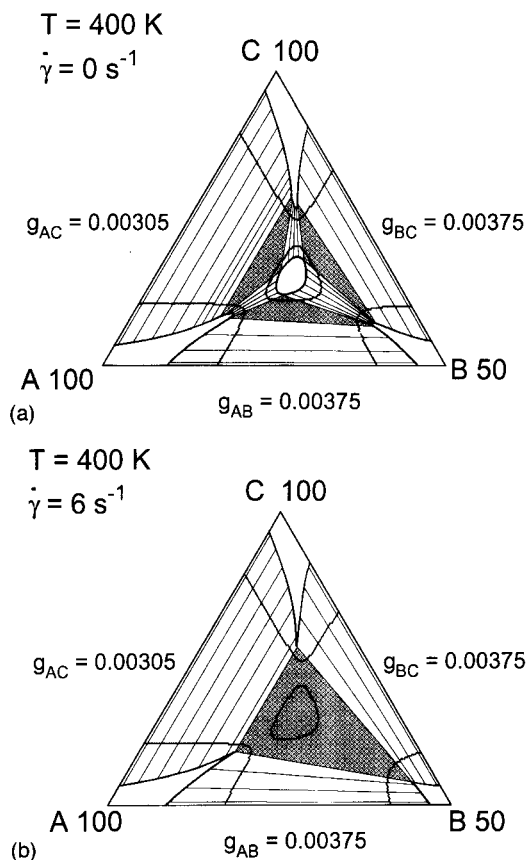 T = 400 K
γ̇ = 0 s⁻¹
C 100
g_AC = 0.00305
g_BC = 0.00375
A 100
B 50
(a)
g_AB = 0.00375
T = 400 K
γ̇ = 6 s⁻¹
C 100
g_AC = 0.00305
g_BC = 0.00375
A 100
B 50
(b)
g_AB = 0.00375